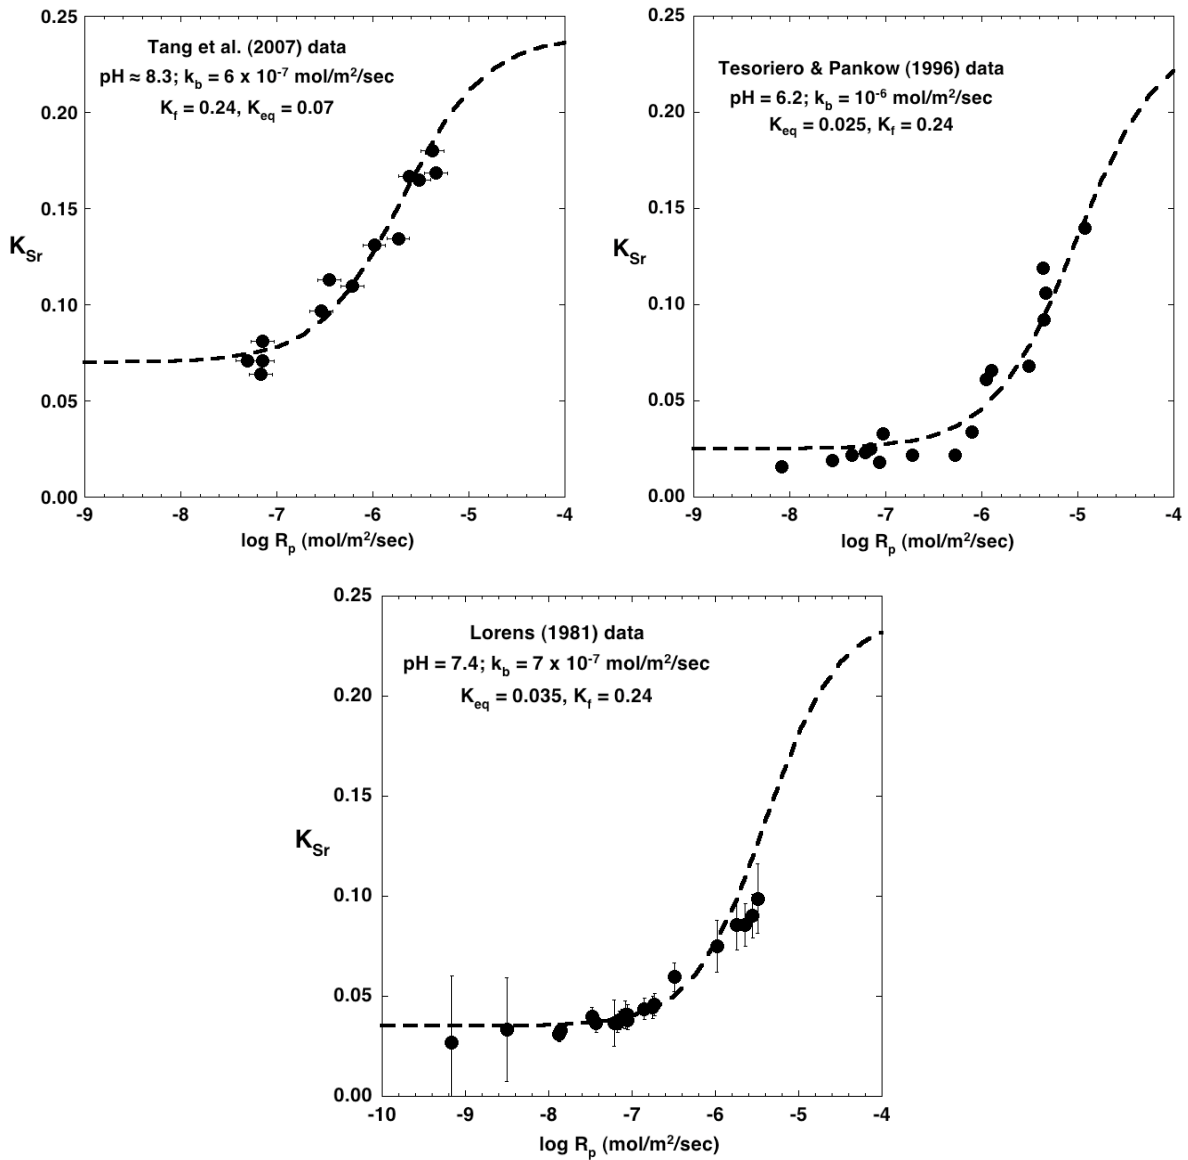 Tang et al. (2007) data
pH ≈ 8.3; k_b = 6 x 10^-7 mol/m^2/sec
K_f = 0.24, K_eq = 0.07
0.25
0.20
0.15
0.10
0.05
0.00
K_Sr
-9 -8 -7 -6 -5 -4
log R_p (mol/m^2/sec)
Tesoriero & Pankow (1996) data
pH = 6.2; k_b = 10^-6 mol/m^2/sec
K_eq = 0.025, K_f = 0.24
0.25
0.20
0.15
0.10
0.05
0.00
K_Sr
-9 -8 -7 -6 -5 -4
log R_p (mol/m^2/sec)
Lorens (1981) data
pH = 7.4; k_b = 7 x 10^-7 mol/m^2/sec
K_eq = 0.035, K_f = 0.24
0.25
0.20
0.15
0.10
0.05
0.00
K_Sr
-10 -9 -8 -7 -6 -5 -4
log R_p (mol/m^2/sec)